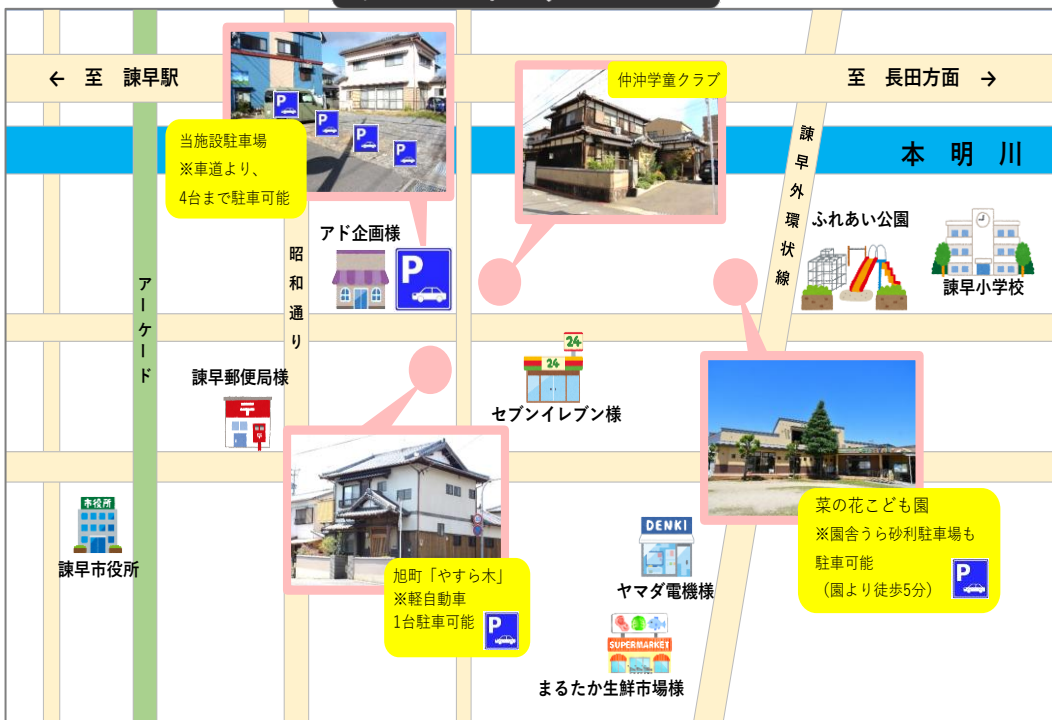 ← 至 諫早駅
仲沖学童クラブ
至 長田方面 →
P
P
P
P
当施設駐車場
※車道より、
4台まで駐車可能
本明川
諫早外環状線
アド企画様
P
昭和通り
ふれあい公園
諫早小学校
アーケード
諫早郵便局様
〒
24
24
セブンイレブン様
市役所
諫早市役所
旭町「やすら木」
※軽自動車
1台駐車可能
P
DENKI
ヤマダ電機様
SUPERMARKET
まるたか生鮮市場様
菜の花こども園
※園舎うら砂利駐車場も
駐車可能
（園より徒歩5分）
P